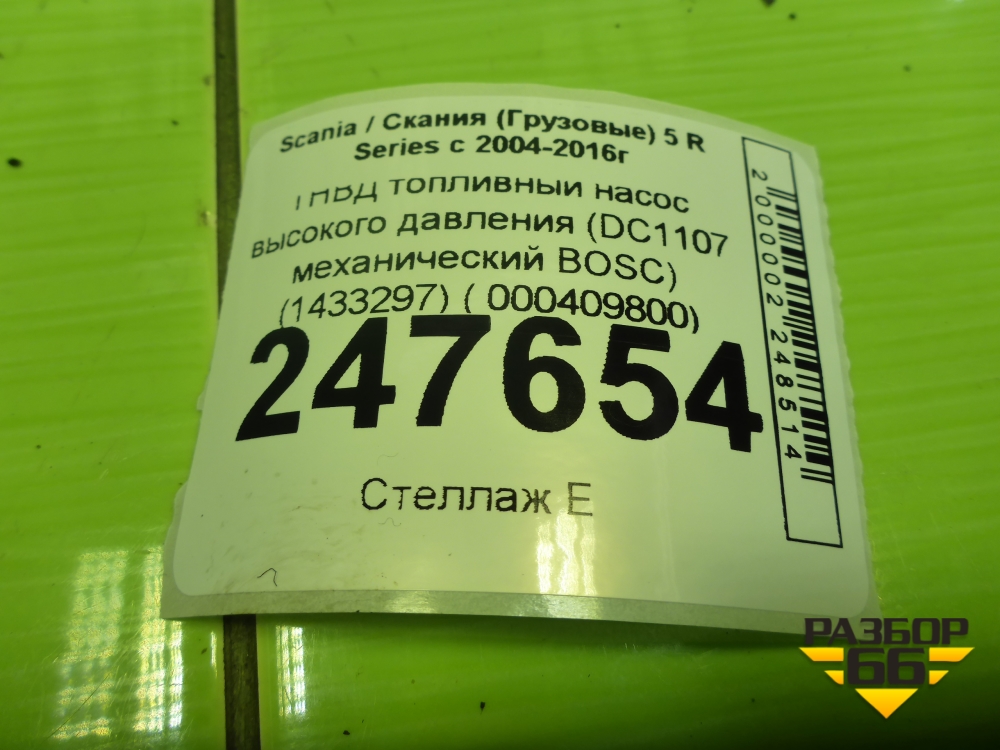 Scania / Скания (Грузовые) 5 R
Series с 2004-2016г
ТНВД топливный насос
высокого давления (DC1107
механический BOSC)
(1433297) ( 000409800)
247654
Стеллаж Е
2000002248514
РАЗБОР
66